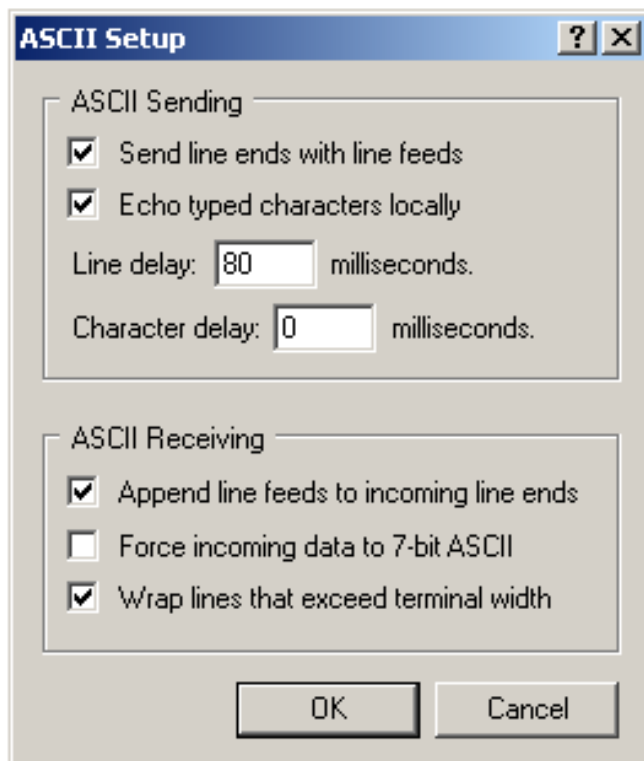 ASCII Setup
ASCII Sending
Send line ends with line feeds
Echo typed characters locally
Line delay: 80 milliseconds.
Character delay: 0 milliseconds.
ASCII Receiving
Append line feeds to incoming line ends
Force incoming data to 7-bit ASCII
Wrap lines that exceed terminal width
OK Cancel